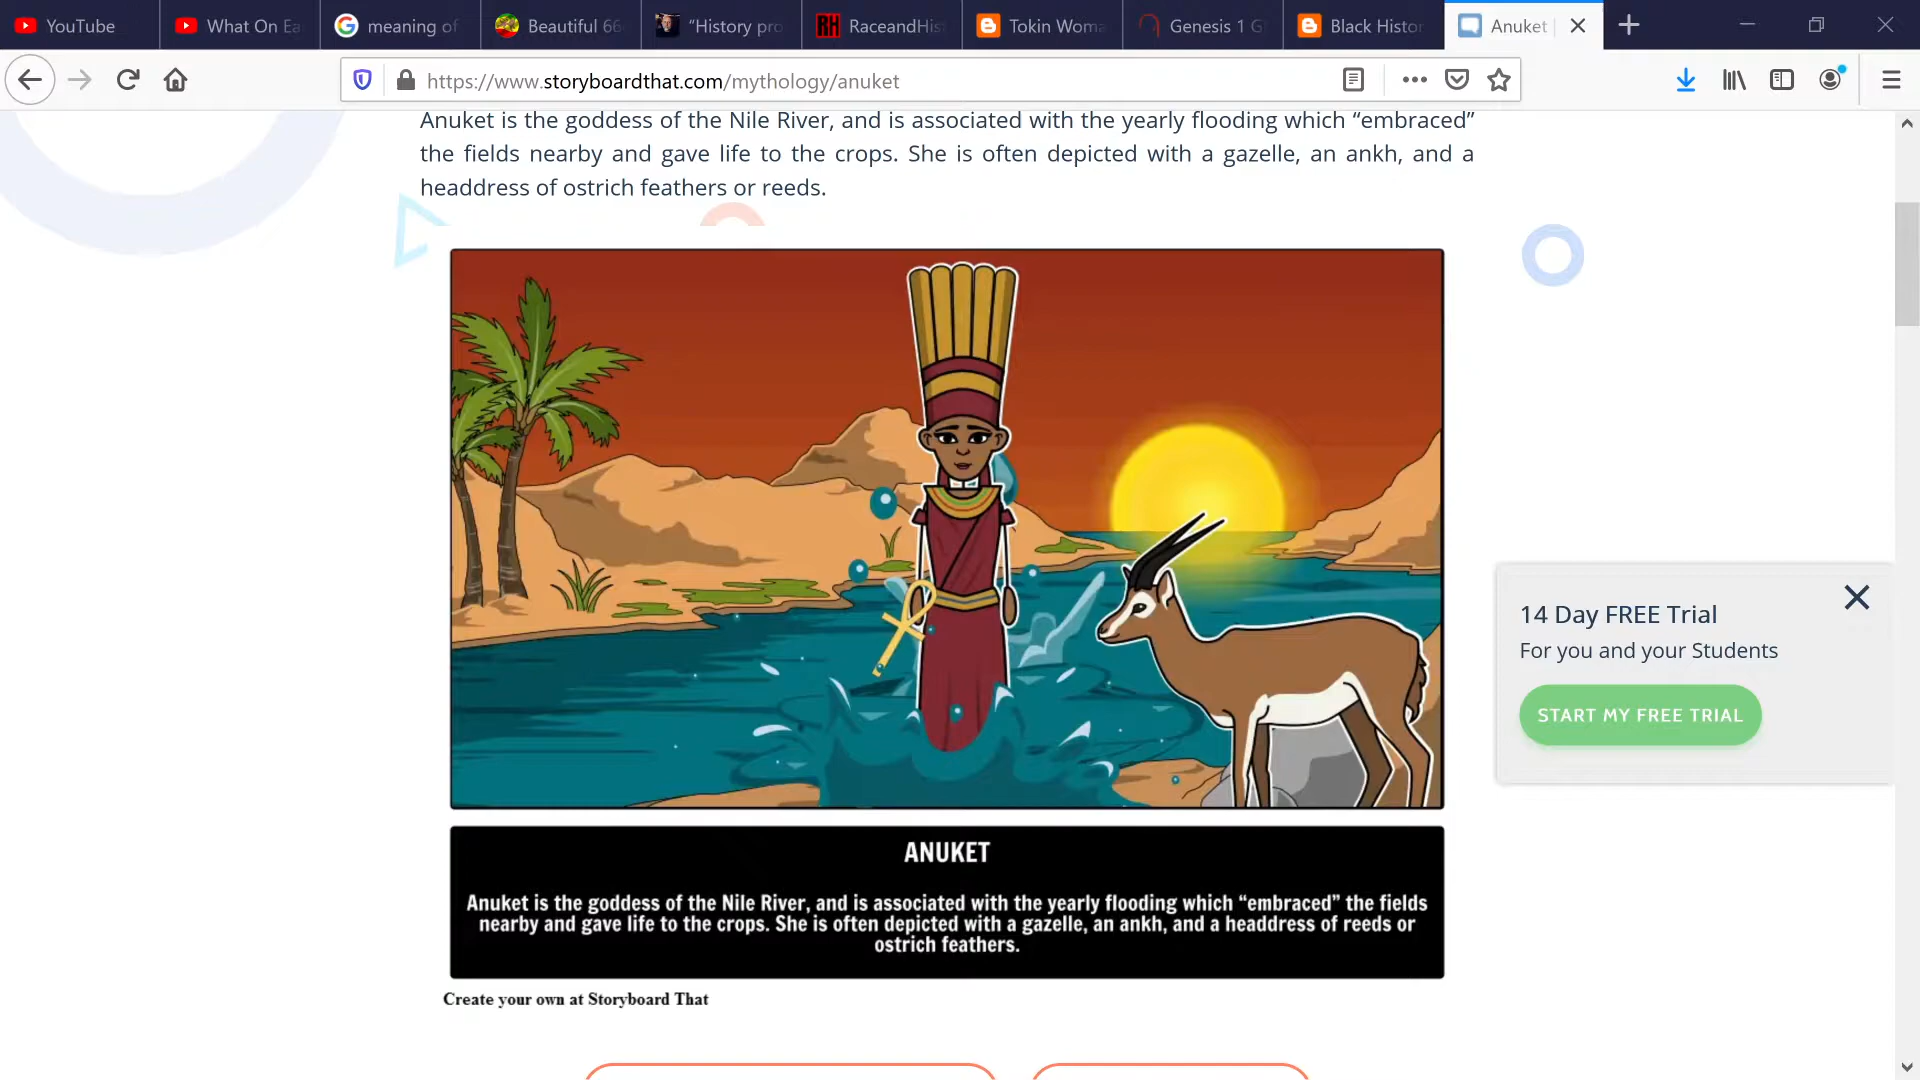 YouTube What On Ea meaning of Beautiful 66 "History pro RaceandHis Tokin Woma Genesis 1 G Black Histor Anuket
https://www.storyboardthat.com/mythology/anuket
Anuket is the goddess of the Nile River, and is associated with the yearly flooding which “embraced”
the fields nearby and gave life to the crops. She is often depicted with a gazelle, an ankh, and a
headdress of ostrich feathers or reeds.
14 Day FREE Trial
For you and your Students
START MY FREE TRIAL
ANUKET
Anuket is the goddess of the Nile River, and is associated with the yearly flooding which “embraced” the fields
nearby and gave life to the crops. She is often depicted with a gazelle, an ankh, and a headdress of reeds or
ostrich feathers.
Create your own at Storyboard That